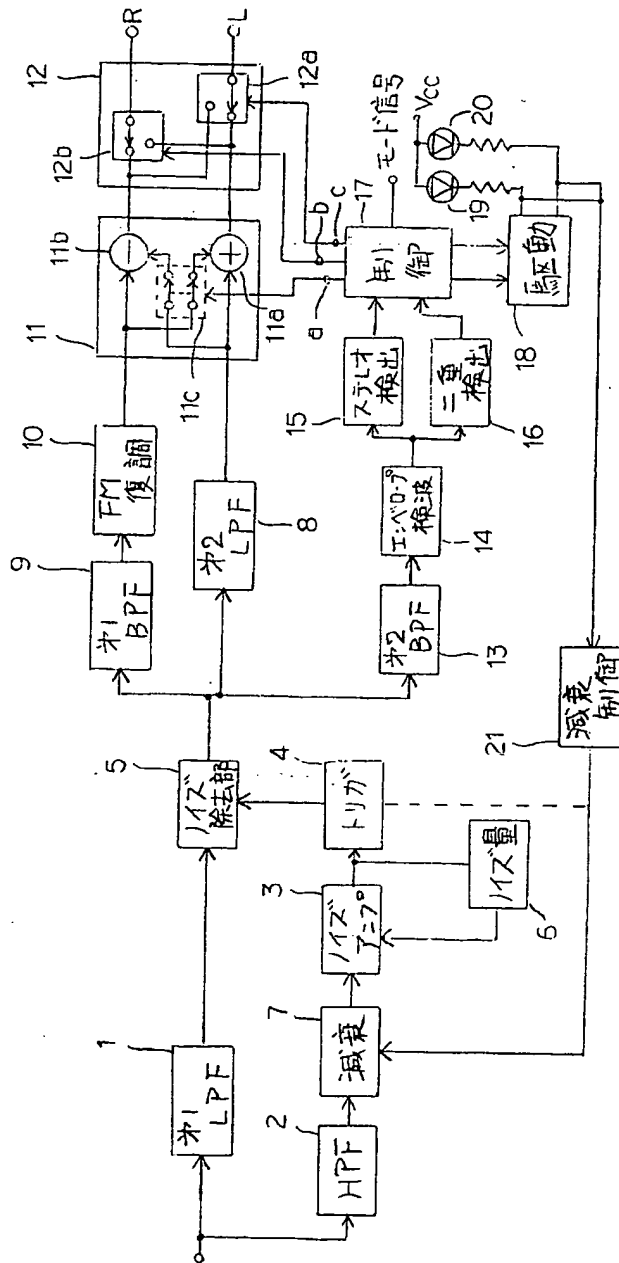 1
オ1
LPF
2
HPF
7
減衰
3
ノイズ
アンプ
4
トリガ
5
ノイズ
除去部
ノイズ量
6
9
オ1
BPF
10
FM
復調
オ2
LPF
8
オ2
BPF
13
エンベロープ
検波
14
15
ステレオ
検出
二重
検出
16
11
11b
−
+
11a
11c
12
12b
12a
R
L
a
b
c
17
制
御
モード信号
駆動
18
VCC
19
20
減衰
制御
21